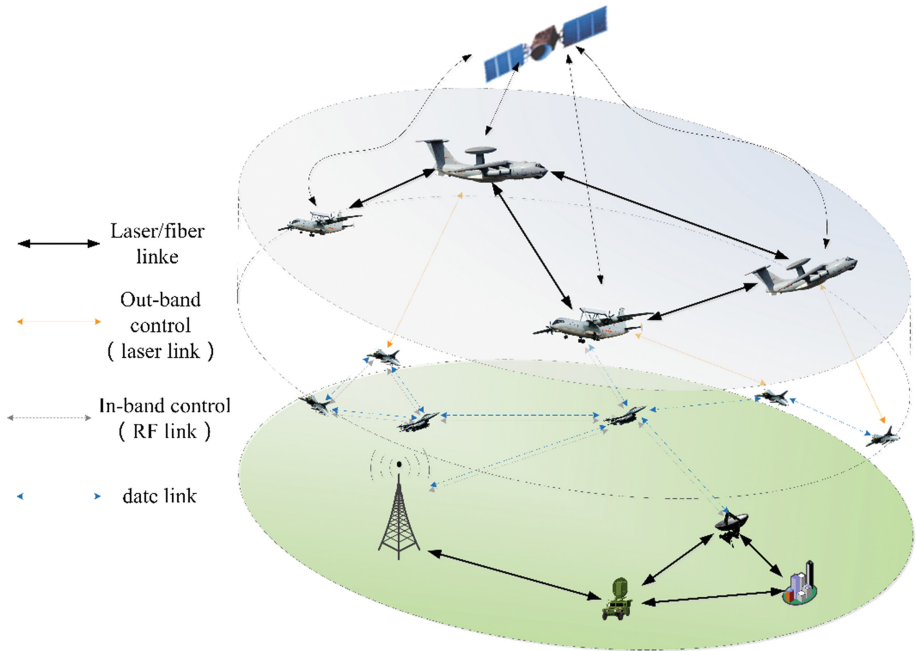 Laser/fiber
linke
Out-band
control
( laser link )
In-band control
( RF link )
datc link